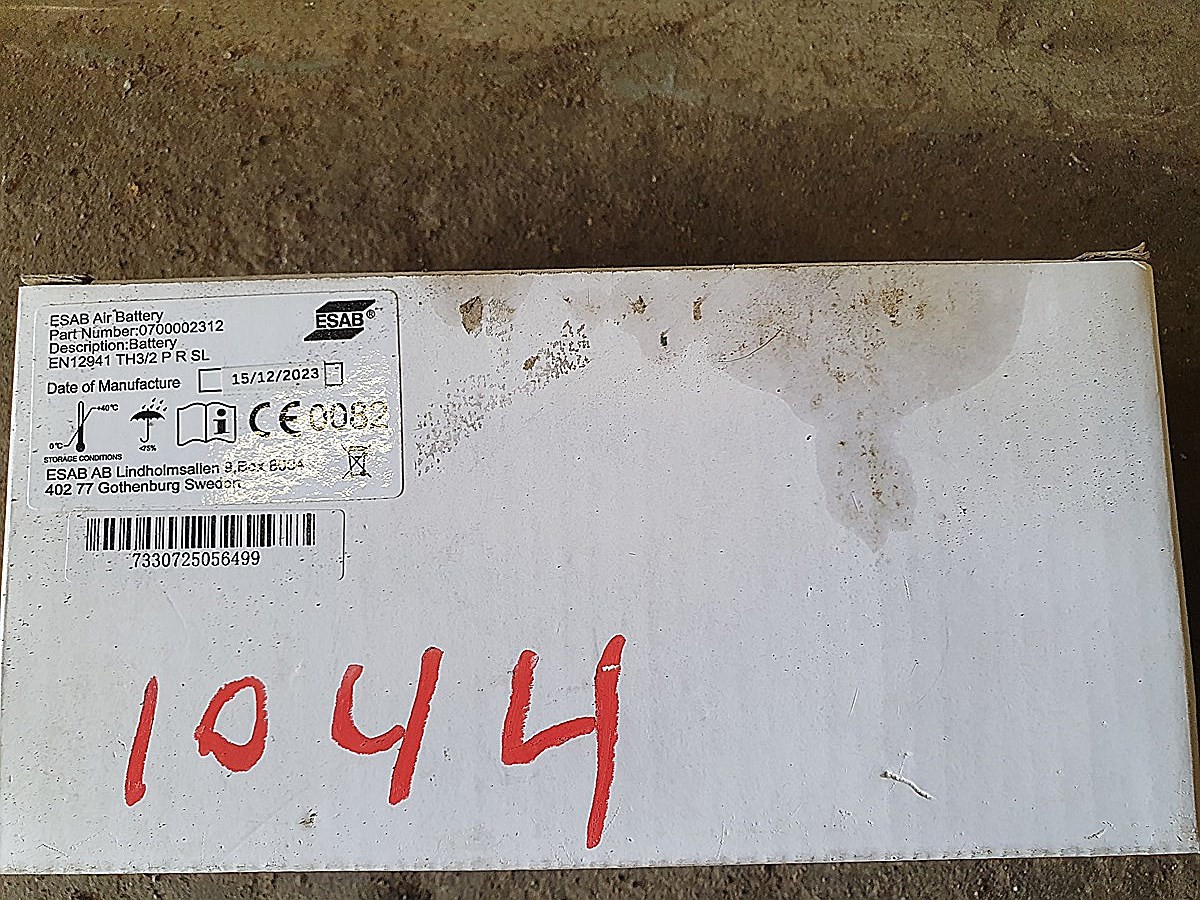 ESAB Air Battery
Part Number:0700002312
Description:Battery
EN12941 TH3/2 P R SL
ESAB®
Date of Manufacture 15/12/2023
+40°C
0°C
<75%
STORAGE CONDITIONS
CE 0082
ESAB AB Lindholmsallen 9,Box 8004
402 77 Gothenburg Sweden
7330725056499
1044